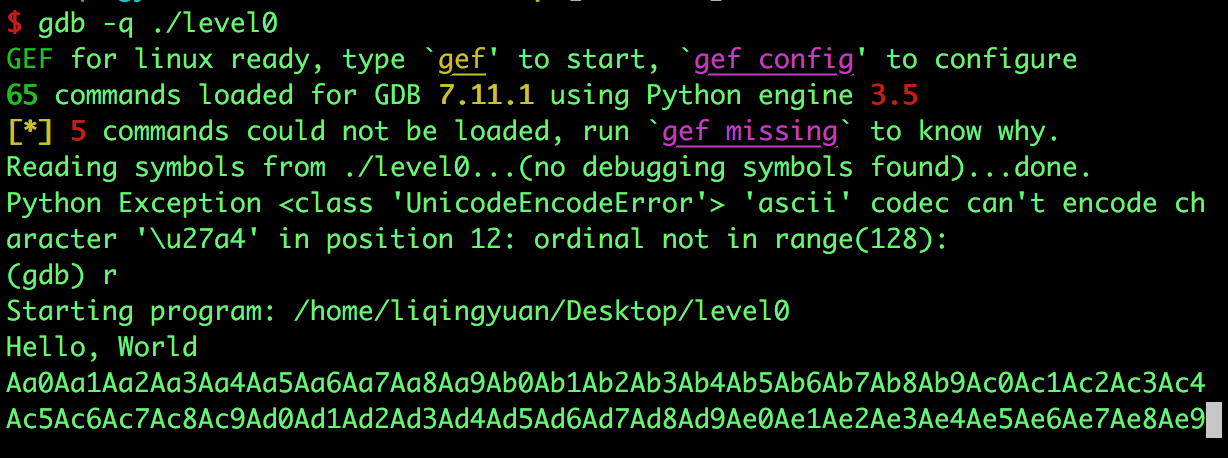 $ gdb -q ./level0
GEF for linux ready, type `gef' to start, `gef config' to configure
65 commands loaded for GDB 7.11.1 using Python engine 3.5
[*] 5 commands could not be loaded, run `gef missing` to know why.
Reading symbols from ./level0...(no debugging symbols found)...done.
Python Exception <class 'UnicodeEncodeError'> 'ascii' codec can't encode ch
aracter '\u27a4' in position 12: ordinal not in range(128):
(gdb) r
Starting program: /home/liqingyuan/Desktop/level0
Hello, World
Aa0Aa1Aa2Aa3Aa4Aa5Aa6Aa7Aa8Aa9Ab0Ab1Ab2Ab3Ab4Ab5Ab6Ab7Ab8Ab9Ac0Ac1Ac2Ac3Ac4
Ac5Ac6Ac7Ac8Ac9Ad0Ad1Ad2Ad3Ad4Ad5Ad6Ad7Ad8Ad9Ae0Ae1Ae2Ae3Ae4Ae5Ae6Ae7Ae8Ae9